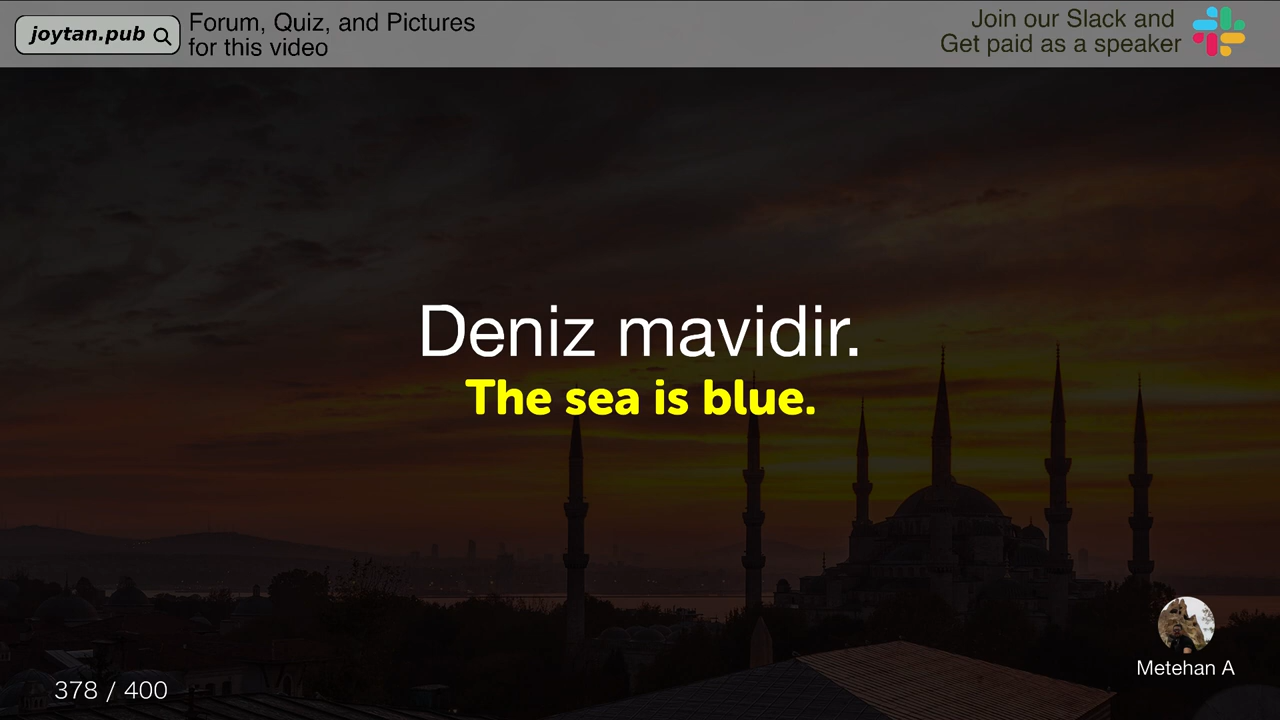 joytan.pub
Forum, Quiz, and Pictures
for this video
Join our Slack and
Get paid as a speaker
Deniz mavidir.
The sea is blue.
Metehan A
378 / 400